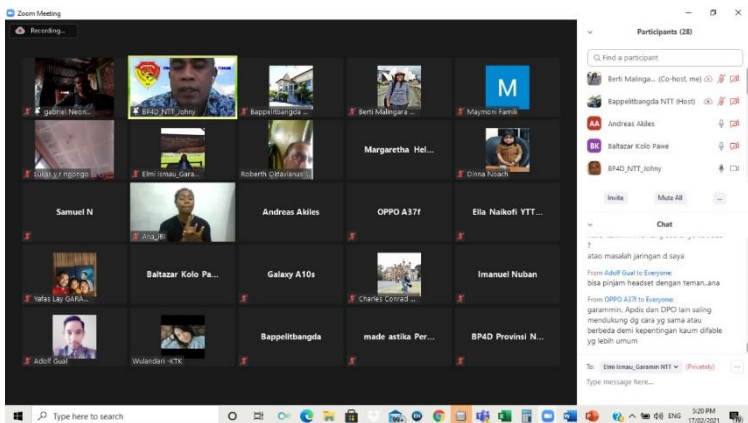 Zoom Meeting
Recording...
gabriel Neon...
BP4D_NTT_Johny
Bappelitbangda ...
Berti Malingara ...
M
Maymoni Famili
Lukas y.r ngongo
Elmi Ismau_Gara...
Roberth Oktavianus ...
Margaretha Hel...
Dinna Noach
Samuel N
Ana_JBI
Andreas Akiles
OPPO A37f
Ella Naikofi YTT...
Yafas Lay GARA...
Baltazar Kolo Pa...
Galaxy A10s
Charles Conrad ...
Imanuel Nuban
Adolf Gual
Wulandari -KTK
Bappelitbangda
made astika Per...
BP4D Provinsi N...
Participants (28)
Find a participant
Berti Malinga... (Co-host, me)
Bappelitbangda NTT (Host)
AA Andreas Akiles
BK Baltazar Kolo Pawe
BP4D_NTT_Johny
Invite
Mute All
...
Chat
?
atao masalah jaringan d saya
From Adolf Gual to Everyone:
bisa pinjam headset dengan teman..ana
From OPPO A37f to Everyone:
garammin, Apdis dan DPO lain saling
mendukung dg cara yg sama atau
berbeda demi kepentingan kaum difable
yg lebih umum
To: Elmi Ismau_Garamin NTT (Privately)
...
Type message here...
Type here to search
99+
ENG
5:20 PM
17/02/2021